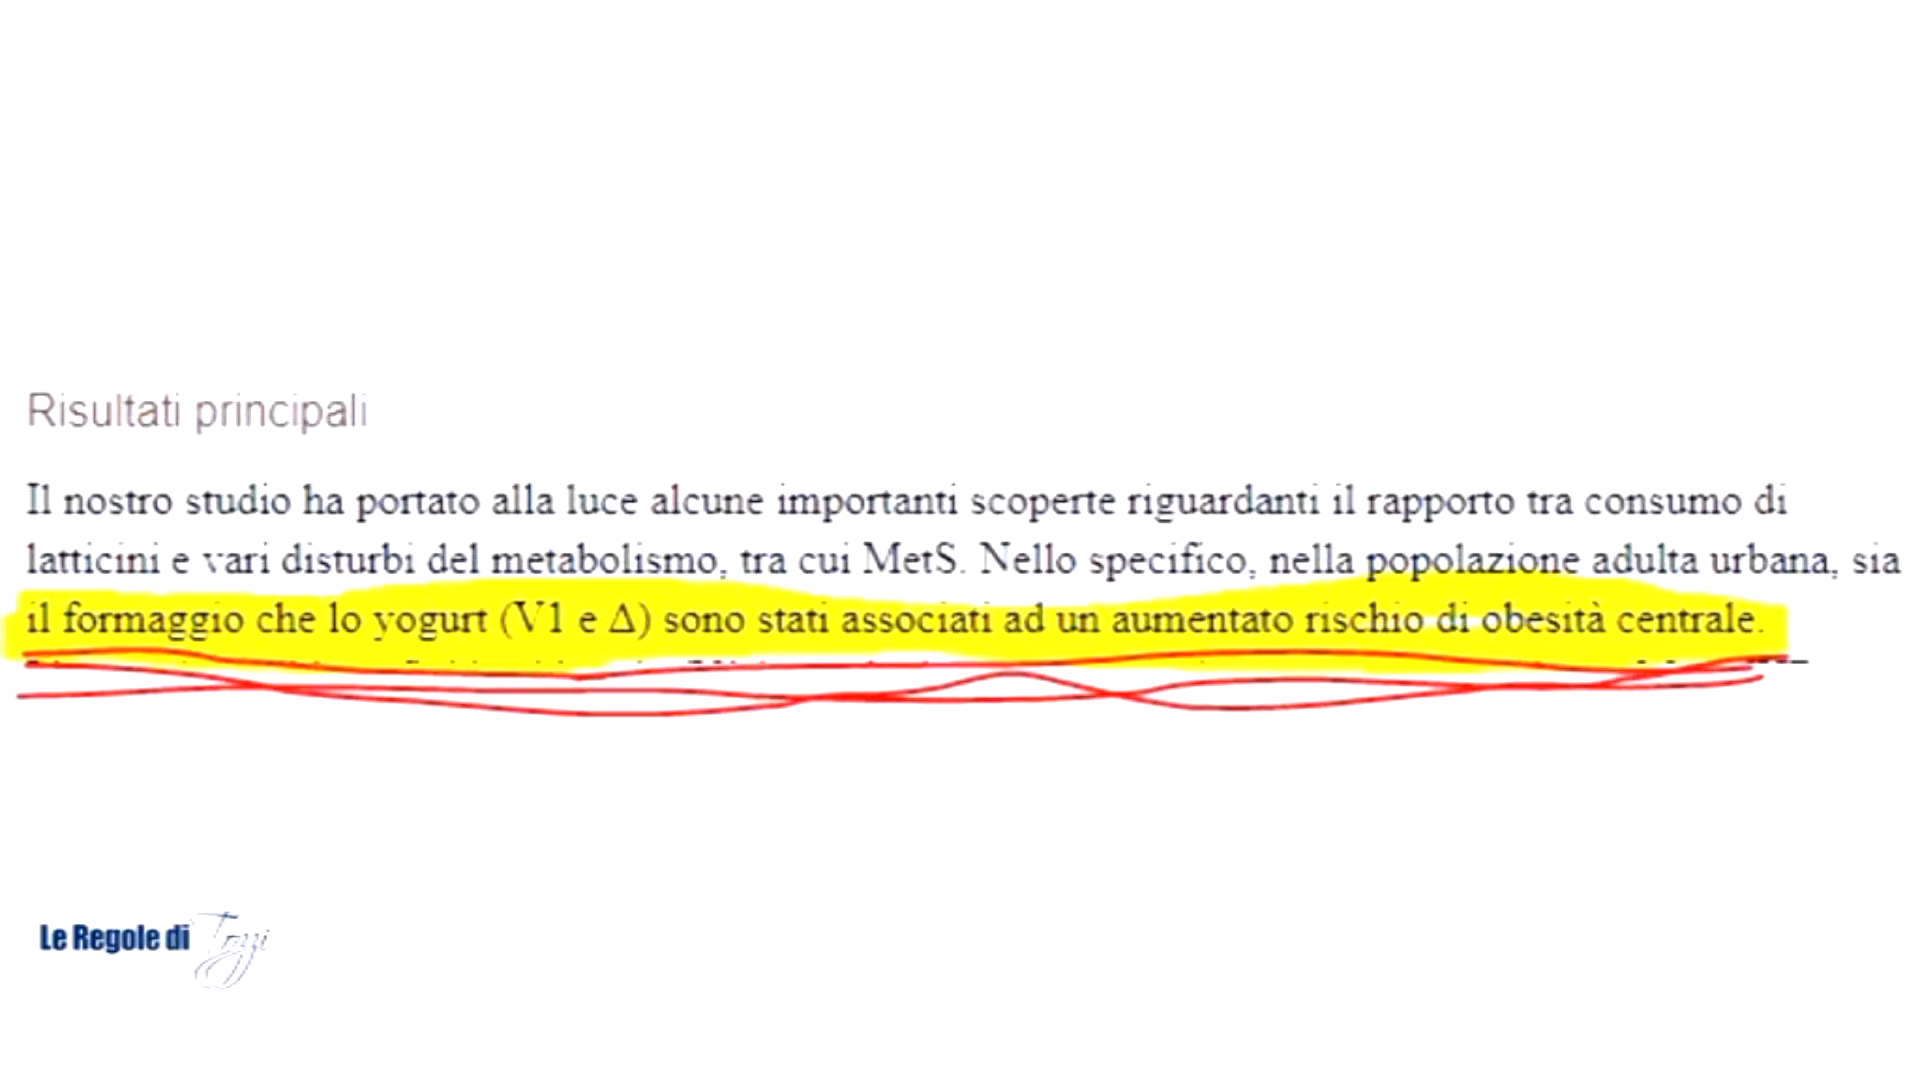 Risultati principali
Il nostro studio ha portato alla luce alcune importanti scoperte riguardanti il rapporto tra consumo di
latticini e vari disturbi del metabolismo, tra cui MetS. Nello specifico, nella popolazione adulta urbana, sia
il formaggio che lo yogurt (V1 e Δ) sono stati associati ad un aumentato rischio di obesità centrale.
Le Regole di Tozzi